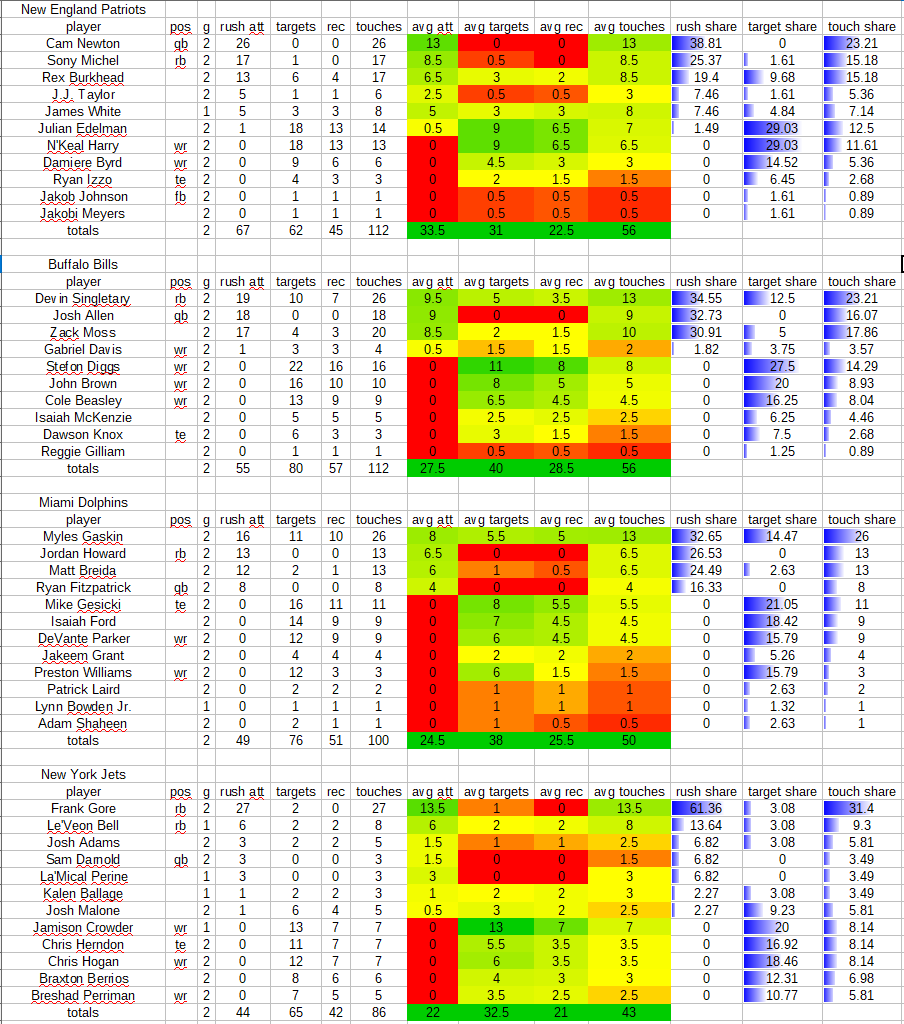 New England Patriots
player pos g rush att targets rec touches avg att avg targets avg rec avg touches rush share target share touch share
Cam Newton qb 2 26 0 0 26 13 0 0 13 38.81 0 23.21
Sony Michel rb 2 17 1 0 17 8.5 0.5 0 8.5 25.37 1.61 15.18
Rex Burkhead 2 13 6 4 17 6.5 3 2 8.5 19.4 9.68 15.18
J.J. Taylor 2 5 1 1 6 2.5 0.5 0.5 3 7.46 1.61 5.36
James White 1 5 3 3 8 5 3 3 8 7.46 4.84 7.14
Julian Edelman 2 1 18 13 14 0.5 9 6.5 7 1.49 29.03 12.5
N'Keal Harry wr 2 0 18 13 13 0 9 6.5 6.5 0 29.03 11.61
Damiere Byrd wr 2 0 9 6 6 0 4.5 3 3 0 14.52 5.36
Ryan Izzo te 2 0 4 3 3 0 2 1.5 1.5 0 6.45 2.68
Jakob Johnson fb 2 0 1 1 1 0 0.5 0.5 0.5 0 1.61 0.89
Jakobi Meyers 2 0 1 1 1 0 0.5 0.5 0.5 0 1.61 0.89
totals 2 67 62 45 112 33.5 31 22.5 56
Buffalo Bills
player pos g rush att targets rec touches avg att avg targets avg rec avg touches rush share target share touch share
Devin Singletary rb 2 19 10 7 26 9.5 5 3.5 13 34.55 12.5 23.21
Josh Allen qb 2 18 0 0 18 9 0 0 9 32.73 0 16.07
Zack Moss 2 17 4 3 20 8.5 2 1.5 10 30.91 5 17.86
Gabriel Davis wr 2 1 3 3 4 0.5 1.5 1.5 2 1.82 3.75 3.57
Stefon Diggs wr 2 0 22 16 16 0 11 8 8 0 27.5 14.29
John Brown wr 2 0 16 10 10 0 8 5 5 0 20 8.93
Cole Beasley wr 2 0 13 9 9 0 6.5 4.5 4.5 0 16.25 8.04
Isaiah McKenzie 2 0 5 5 5 0 2.5 2.5 2.5 0 6.25 4.46
Dawson Knox te 2 0 6 3 3 0 3 1.5 1.5 0 7.5 2.68
Reggie Gilliam 2 0 1 1 1 0 0.5 0.5 0.5 0 1.25 0.89
totals 2 55 80 57 112 27.5 40 28.5 56
Miami Dolphins
player pos g rush att targets rec touches avg att avg targets avg rec avg touches rush share target share touch share
Myles Gaskin 2 16 11 10 26 8 5.5 5 13 32.65 14.47 26
Jordan Howard rb 2 13 0 0 13 6.5 0 0 6.5 26.53 0 13
Matt Breida 2 12 2 1 13 6 1 0.5 6.5 24.49 2.63 13
Ryan Fitzpatrick qb 2 8 0 0 8 4 0 0 4 16.33 0 8
Mike Gesicki te 2 0 16 11 11 0 8 5.5 5.5 0 21.05 11
Isaiah Ford 2 0 14 9 9 0 7 4.5 4.5 0 18.42 9
DeVante Parker wr 2 0 12 9 9 0 6 4.5 4.5 0 15.79 9
Jakeem Grant 2 0 4 4 4 0 2 2 2 0 5.26 4
Preston Williams wr 2 0 12 3 3 0 6 1.5 1.5 0 15.79 3
Patrick Laird 2 0 2 2 2 0 1 1 1 0 2.63 2
Lynn Bowden Jr. 1 0 1 1 1 0 1 1 1 0 1.32 1
Adam Shaheen 2 0 2 1 1 0 1 0.5 0.5 0 2.63 1
totals 2 49 76 51 100 24.5 38 25.5 50
New York Jets
player pos g rush att targets rec touches avg att avg targets avg rec avg touches rush share target share touch share
Frank Gore rb 2 27 2 0 27 13.5 1 0 13.5 61.36 3.08 31.4
Le'Veon Bell rb 1 6 2 2 8 6 2 2 8 13.64 3.08 9.3
Josh Adams 2 3 2 2 5 1.5 1 1 2.5 6.82 3.08 5.81
Sam Darnold qb 2 3 0 0 3 1.5 0 0 1.5 6.82 0 3.49
La'Mical Perine 1 3 0 0 3 3 0 0 3 6.82 0 3.49
Kalen Ballage 1 1 2 2 3 1 2 2 3 2.27 3.08 3.49
Josh Malone 2 1 6 4 5 0.5 3 2 2.5 2.27 9.23 5.81
Jamison Crowder wr 1 0 13 7 7 0 13 7 7 0 20 8.14
Chris Herndon te 2 0 11 7 7 0 5.5 3.5 3.5 0 16.92 8.14
Chris Hogan wr 2 0 12 7 7 0 6 3.5 3.5 0 18.46 8.14
Braxton Berrios 2 0 8 6 6 0 4 3 3 0 12.31 6.98
Breshad Perriman wr 2 0 7 5 5 0 3.5 2.5 2.5 0 10.77 5.81
totals 2 44 65 42 86 22 32.5 21 43